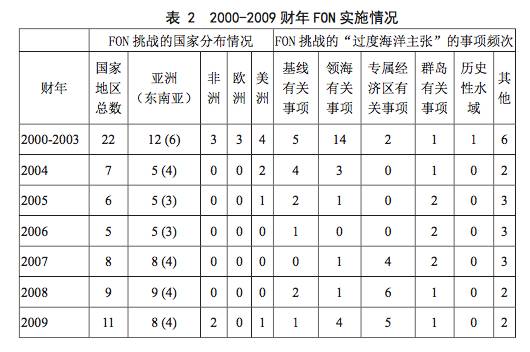 表 2 2000-2009 财年 FON 实施情况
FON 挑战的国家分布情况 FON 挑战的“过度海洋主张”的事项频次
财年 国家地区总数 亚洲(东南亚) 非洲 欧洲 美洲 基线有关事项 领海有关事项 专属经济区有关事项 群岛有关事项 历史性水域 其他
2000-2003 22 12 (6) 3 3 4 5 14 2 1 1 6
2004 7 5 (4) 0 0 2 4 3 0 1 0 2
2005 6 5 (3) 0 0 1 2 1 0 2 0 3
2006 5 5 (3) 0 0 0 1 0 0 2 0 3
2007 8 8 (4) 0 0 0 0 1 4 2 0 3
2008 9 9 (4) 0 0 0 2 1 6 1 0 2
2009 11 8 (4) 2 0 1 1 4 5 1 0 2